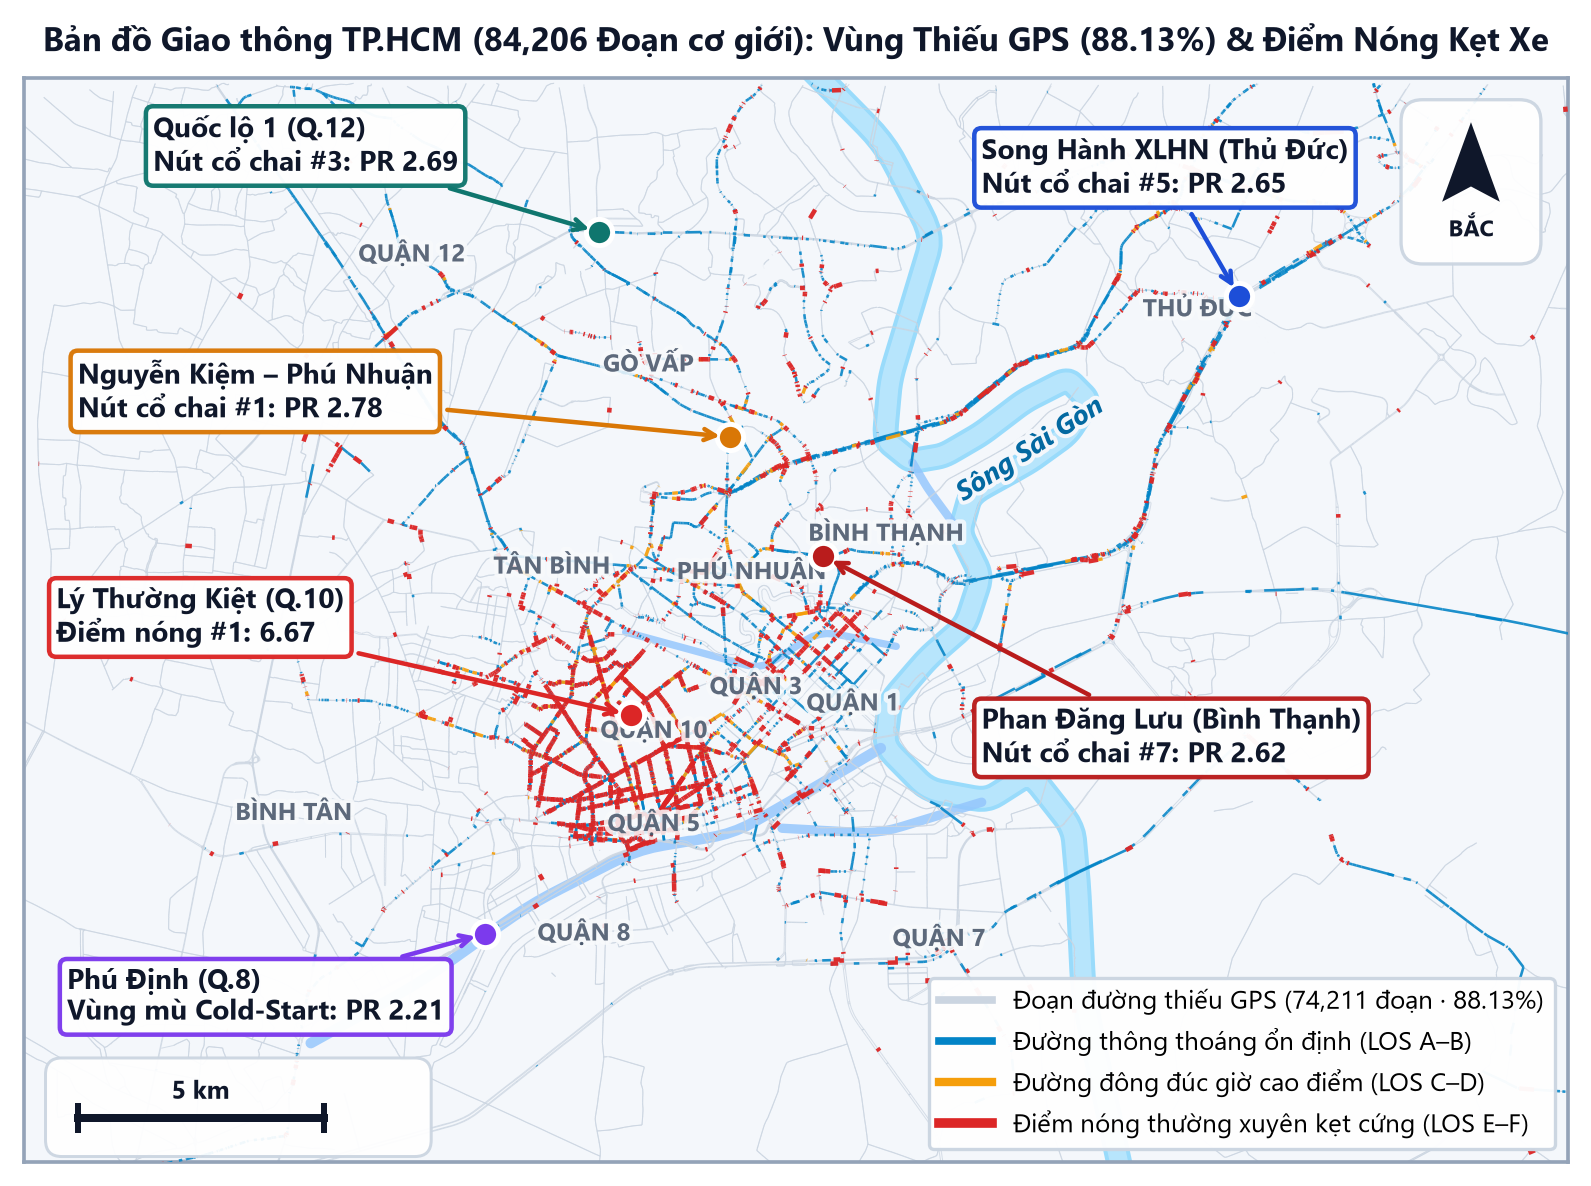 Bản đồ Giao thông TP.HCM (84,206 Đoạn cơ giới): Vùng Thiếu GPS (88.13%) & Điểm Nóng Kẹt Xe
Quốc lộ 1 (Q.12)
Nút cổ chai #3: PR 2.69
Song Hành XLHN (Thủ Đức)
Nút cổ chai #5: PR 2.65
BẮC
QUẬN 12
THỦ ĐỨC
GÒ VẤP
Nguyễn Kiệm – Phú Nhuận
Nút cổ chai #1: PR 2.78
Sông Sài Gòn
BÌNH THẠNH
TÂN BÌNH
PHÚ NHUẬN
Lý Thường Kiệt (Q.10)
Điểm nóng #1: 6.67
QUẬN 3
QUẬN 1
QUẬN 10
Phan Đăng Lưu (Bình Thạnh)
Nút cổ chai #7: PR 2.62
BÌNH TÂN
QUẬN 5
QUẬN 8
QUẬN 7
Phú Định (Q.8)
Vùng mù Cold-Start: PR 2.21
5 km
Đoạn đường thiếu GPS (74,211 đoạn · 88.13%)
Đường thông thoáng ổn định (LOS A–B)
Đường đông đúc giờ cao điểm (LOS C–D)
Điểm nóng thường xuyên kẹt cứng (LOS E–F)